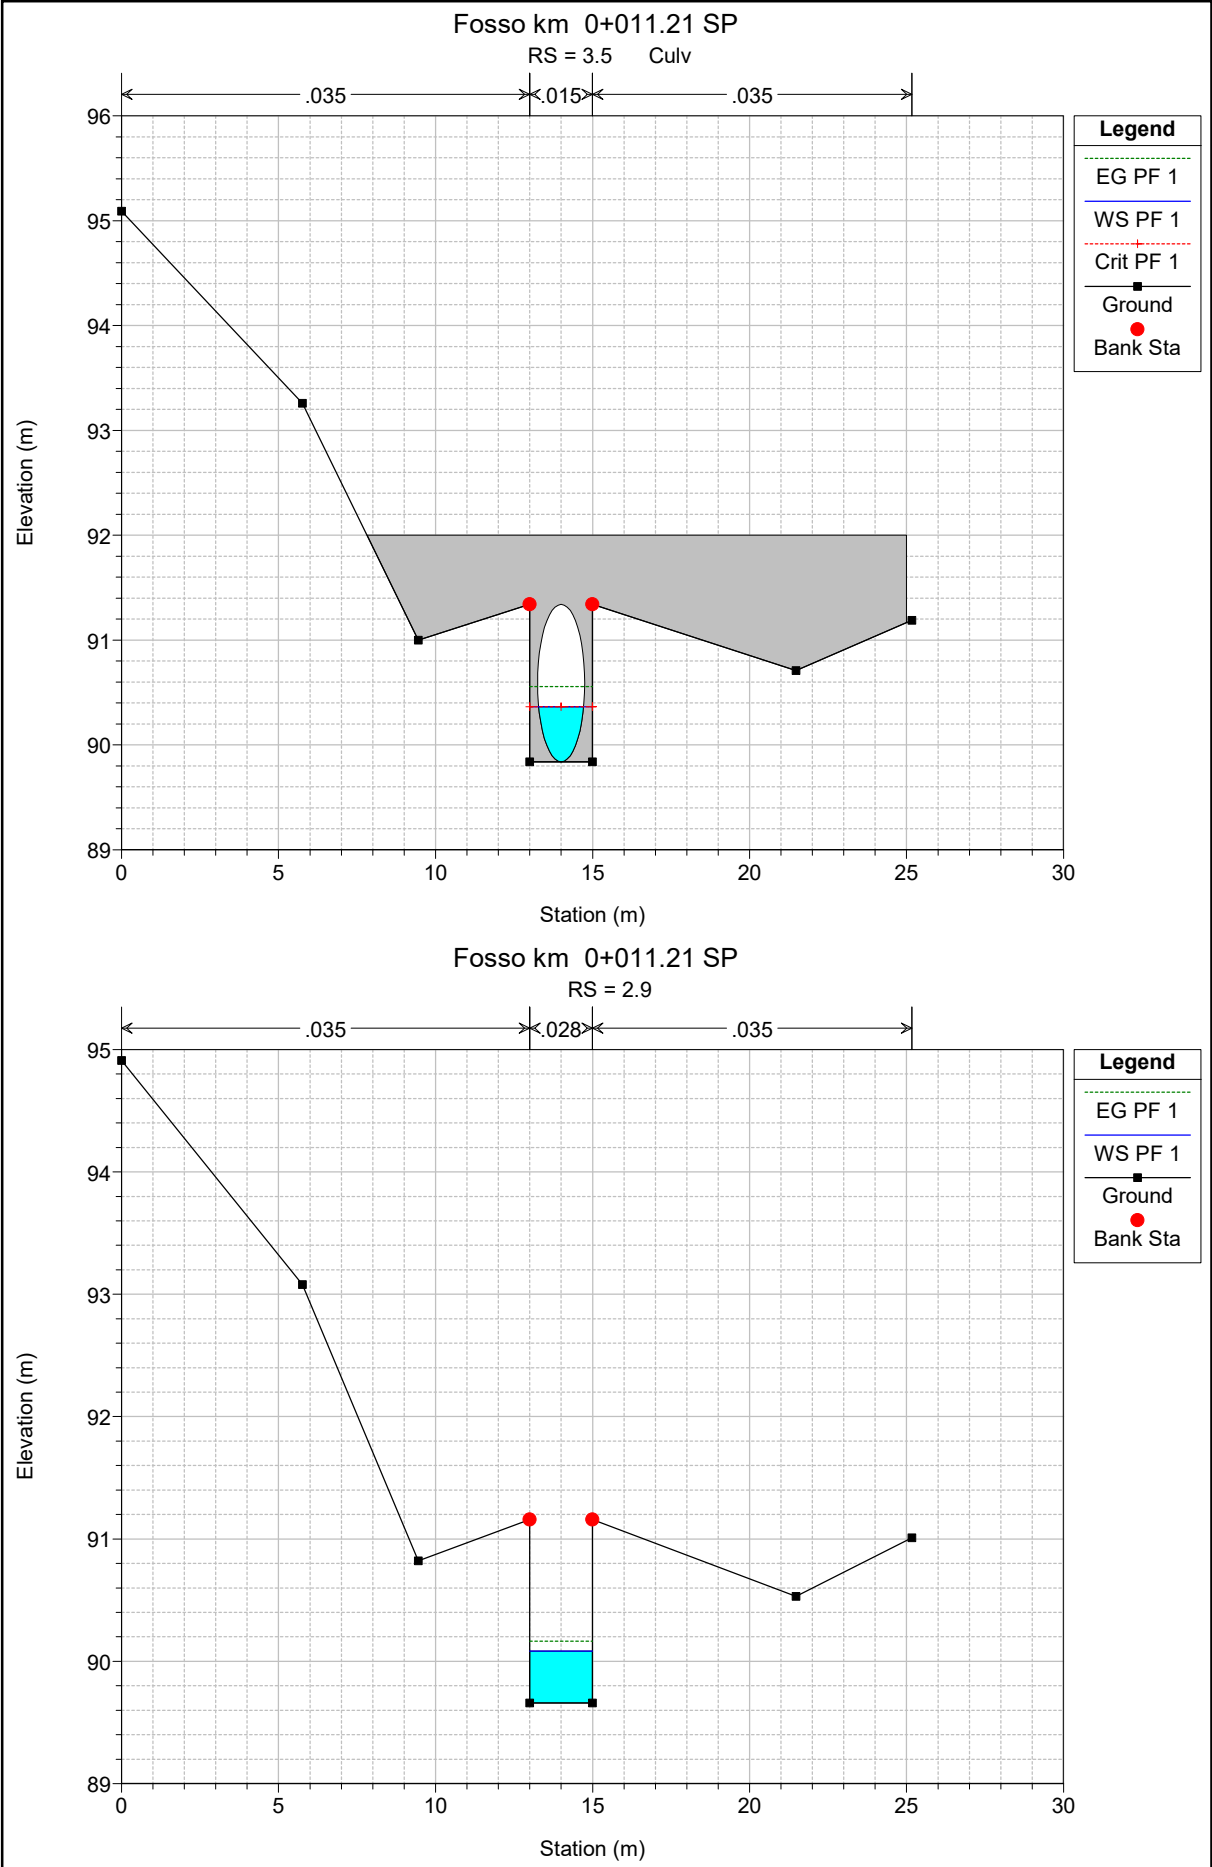 Fosso km 0+011.21 SP
RS = 3.5 Culv
.035 .015 .035
Legend
EG PF 1
WS PF 1
Crit PF 1
Ground
Bank Sta
Elevation (m)
96
95
94
93
92
91
90
89
0 5 10 15 20 25 30
Station (m)
Fosso km 0+011.21 SP
RS = 2.9
.035 .028 .035
Legend
EG PF 1
WS PF 1
Ground
Bank Sta
Elevation (m)
95
94
93
92
91
90
89
0 5 10 15 20 25 30
Station (m)